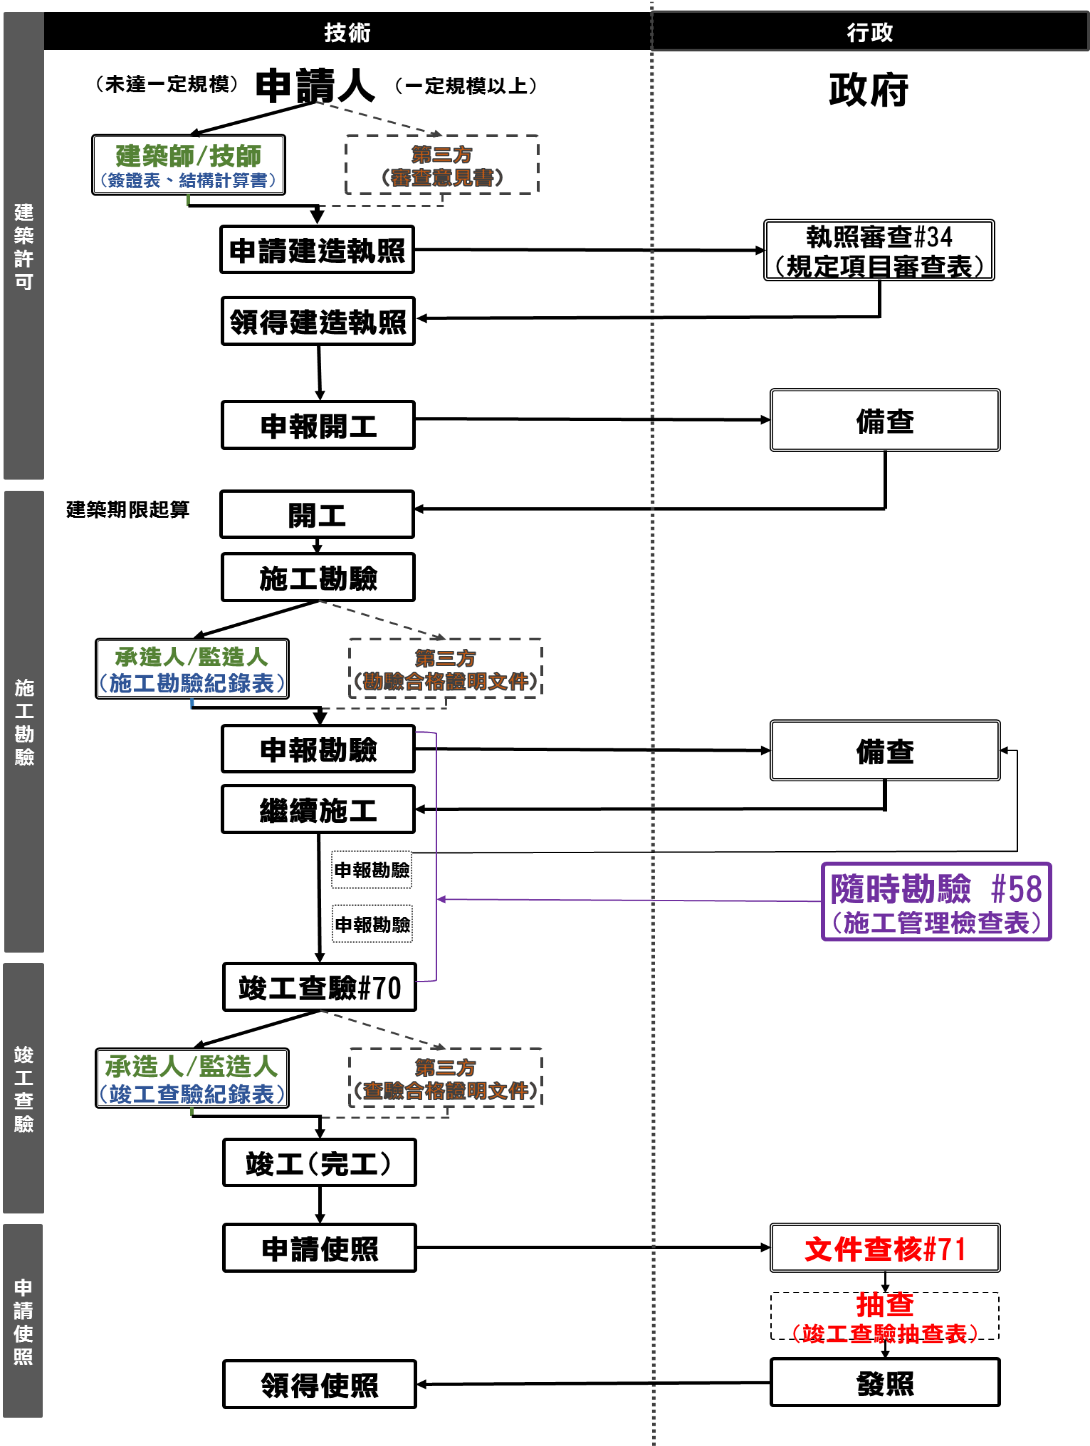 技術
行政
(未達一定規模)
申請人
(一定規模以上)
政府
建築許可
建築師/技師
(簽證表、結構計算書)
第三方
(審查意見書)
申請建造執照
執照審查#34
(規定項目審查表)
領得建造執照
申報開工
備查
建築期限起算
開工
施工勘驗
施工勘驗
承造人/監造人
(施工勘驗紀錄表)
第三方
(勘驗合格證明文件)
申報勘驗
備查
繼續施工
申報勘驗
隨時勘驗 #58
(施工管理檢查表)
申報勘驗
竣工查驗
竣工查驗#70
承造人/監造人
(竣工查驗紀錄表)
第三方
(查驗合格證明文件)
竣工(完工)
申請使照
申請使照
文件查核#71
抽查
(竣工查驗抽查表)
領得使照
發照